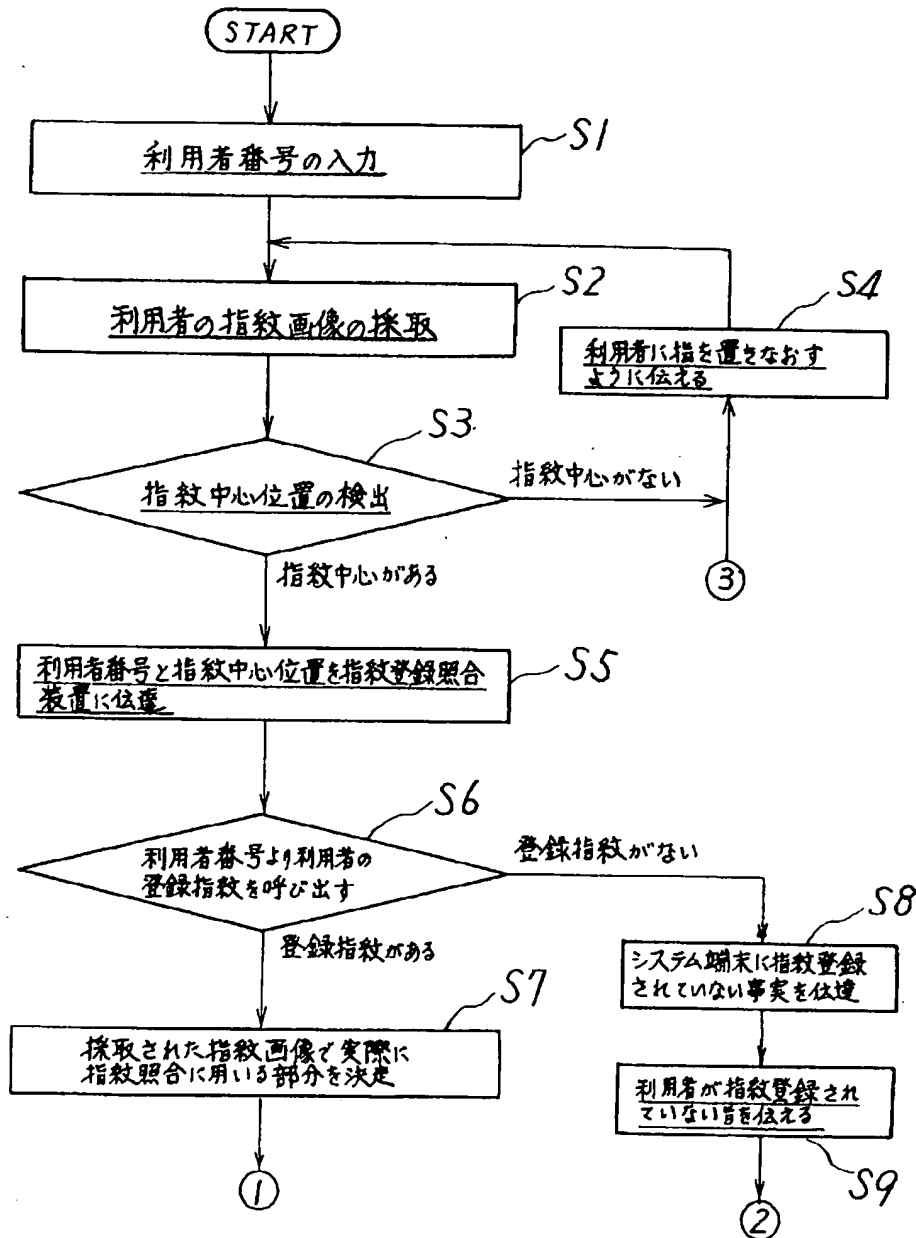 START
S1
利用者番号の入力
S2
利用者の指紋画像の採取
S4
利用者に指を置きなおす
ように伝える
S3
指紋中心位置の検出
指紋中心がない
③
指紋中心がある
S5
利用者番号と指紋中心位置を指紋登録照合
装置に伝達
S6
利用者番号より利用者の
登録指紋を呼び出す
登録指紋がない
登録指紋がある
S8
システム端末に指紋登録
されていない事実を伝達
S7
採取された指紋画像で実際に
指紋照合に用いる部分を決定
利用者が指紋登録され
ていない旨を伝える
S9
①
②